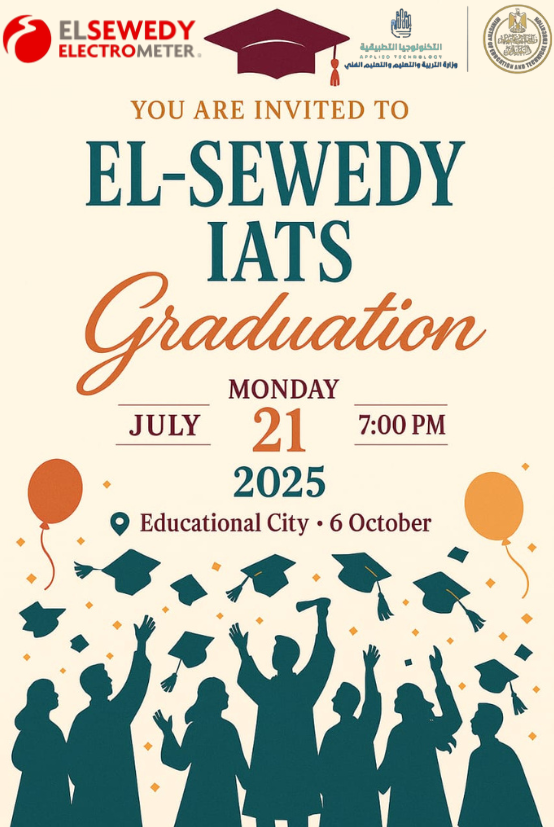 ELSEWEDY
ELECTROMETER
التكنولوجيا التطبيقية
APPLIED TECHNOLOGY
وزارة التربية والتعليم والتعليم الفني
YOU ARE INVITED TO
EL-SEWEDY
IATS
Graduation
MONDAY
JULY 21 7:00 PM
2025
Educational City • 6 October